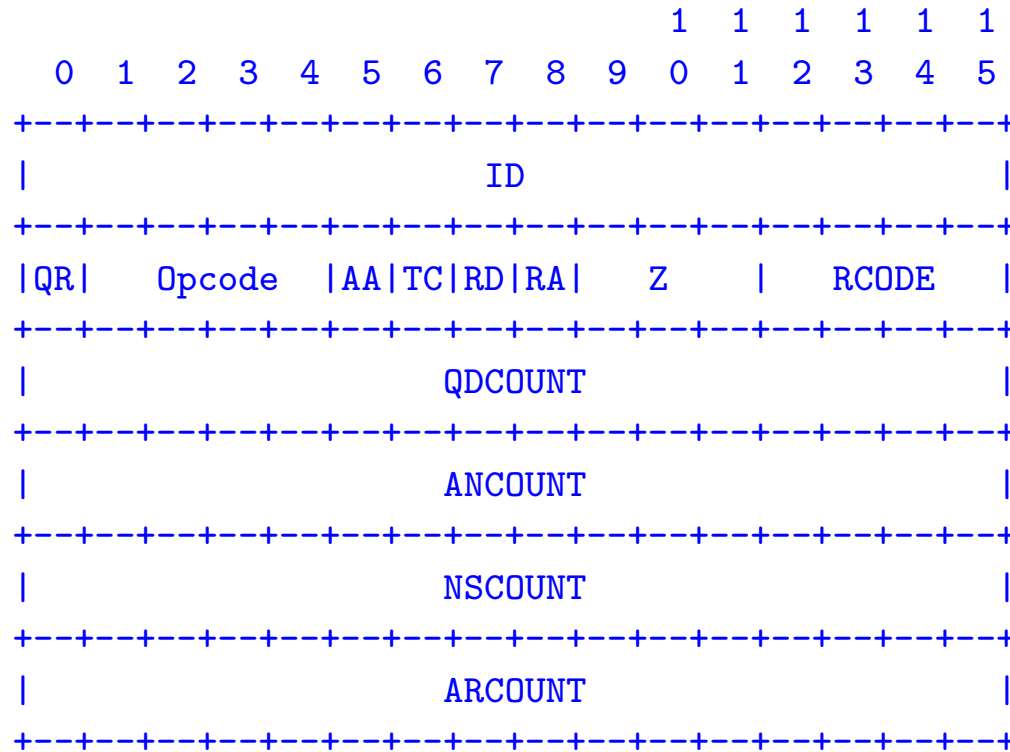 1  1  1  1  1  1
  0  1  2  3  4  5  6  7  8  9  0  1  2  3  4  5
+--+--+--+--+--+--+--+--+--+--+--+--+--+--+--+--+
|                      ID                       |
+--+--+--+--+--+--+--+--+--+--+--+--+--+--+--+--+
|QR|   Opcode  |AA|TC|RD|RA|   Z    |   RCODE   |
+--+--+--+--+--+--+--+--+--+--+--+--+--+--+--+--+
|                    QDCOUNT                    |
+--+--+--+--+--+--+--+--+--+--+--+--+--+--+--+--+
|                    ANCOUNT                    |
+--+--+--+--+--+--+--+--+--+--+--+--+--+--+--+--+
|                    NSCOUNT                    |
+--+--+--+--+--+--+--+--+--+--+--+--+--+--+--+--+
|                    ARCOUNT                    |
+--+--+--+--+--+--+--+--+--+--+--+--+--+--+--+--+